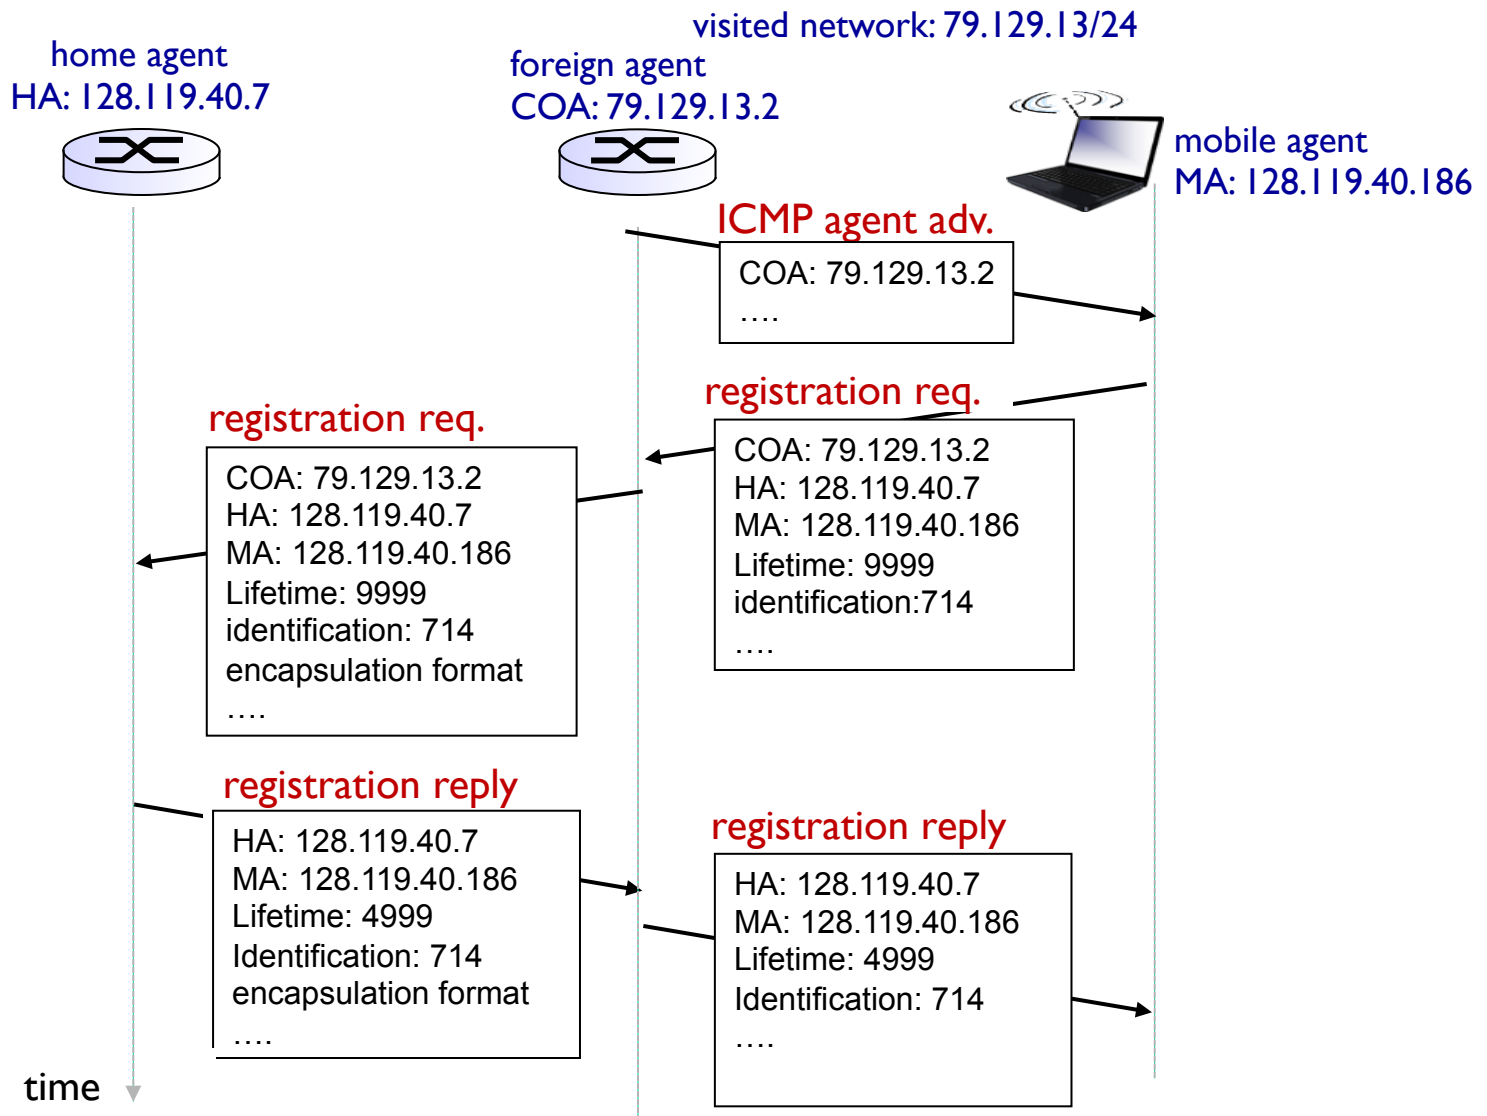 visited network: 79.129.13/24
home agent
HA: 128.119.40.7
foreign agent
COA: 79.129.13.2
mobile agent
MA: 128.119.40.186
ICMP agent adv.
COA: 79.129.13.2
….
registration req.
COA: 79.129.13.2
HA: 128.119.40.7
MA: 128.119.40.186
Lifetime: 9999
identification:714
….
registration req.
COA: 79.129.13.2
HA: 128.119.40.7
MA: 128.119.40.186
Lifetime: 9999
identification: 714
encapsulation format
….
registration reply
HA: 128.119.40.7
MA: 128.119.40.186
Lifetime: 4999
Identification: 714
encapsulation format
….
registration reply
HA: 128.119.40.7
MA: 128.119.40.186
Lifetime: 4999
Identification: 714
….
time